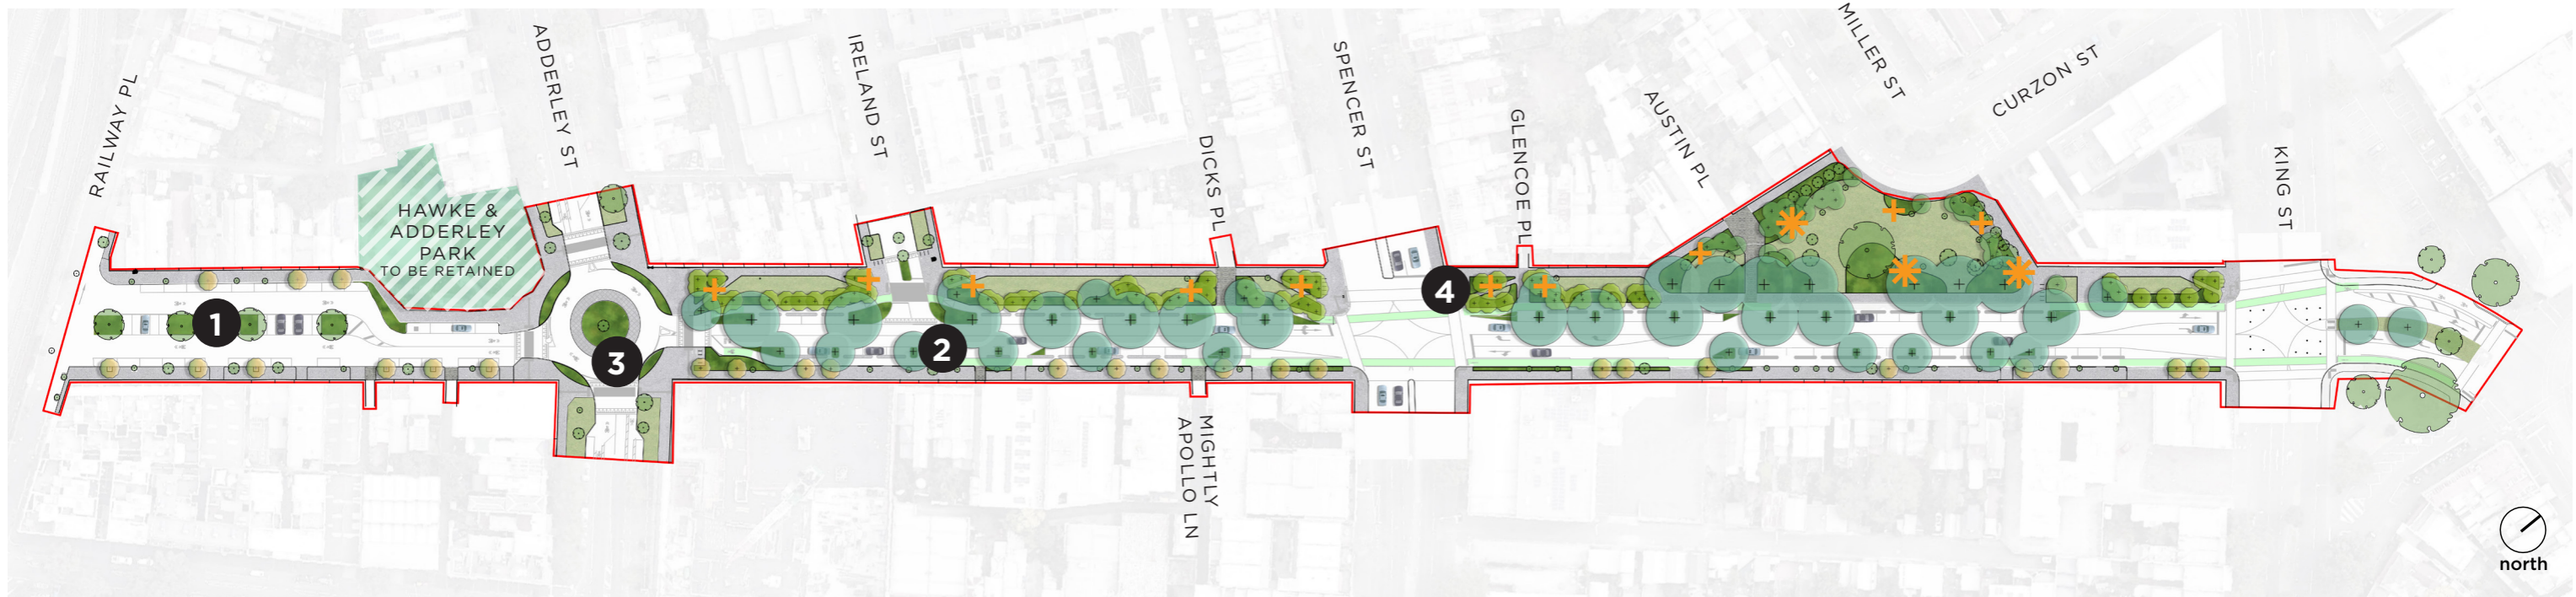 RAILWAY PL
ADDERLEY ST
IRELAND ST
DICKS PL
SPENCER ST
GLENCOE PL
AUSTIN PL
MILLER ST
CURZON ST
KING ST
HAWKE &
ADDERLEY
PARK
TO BE RETAINED
1
2
3
4
MIGHTLY
APOLLO LN
north